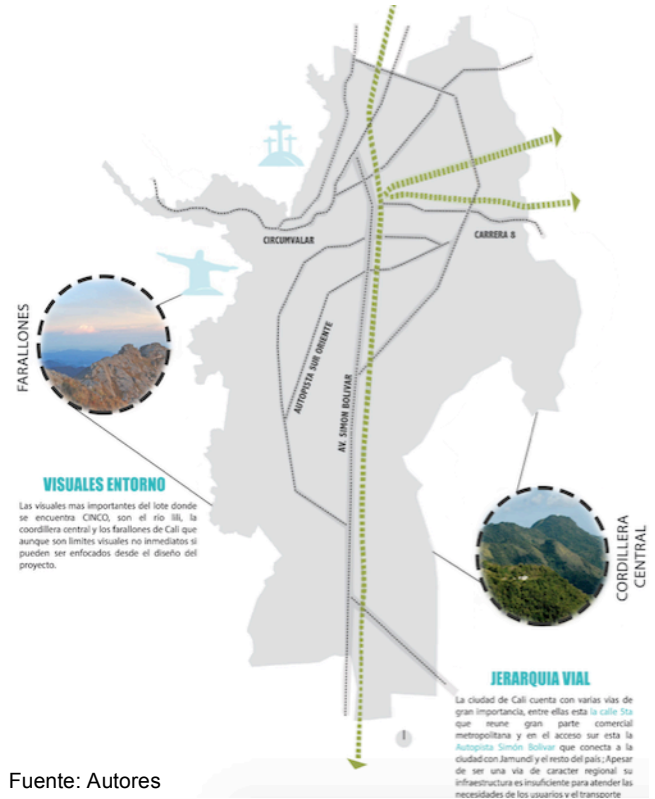 CIRCUMVALAR
CARRERA 8
FARALLONES
AUTOPISTA SUR ORIENTE
AV. SIMON BOLIVAR
VISUALES ENTORNO
Las visuales mas importantes del lote donde
se encuentra CINCO, son el rio lili, la
coordillera central y los farallones de Cali que
aunque son limites visuales no inmediatos si
pueden ser enfocados desde el diseño del
proyecto.
CORDILLERA
CENTRAL
JERARQUIA VIAL
La ciudad de Cali cuenta con varias vias de
gran importancia, entre ellas esta la calle 5ta
que reune gran parte comercial
metropolitana y en el acceso sur esta la
Autopista Simón Bolivar que conecta a la
ciudad con Jamundi y el resto del pais; Apesar
de ser una via de caracter regional su
infraestructura es insuficiente para atender las
necesidades de los usuarios y el transporte
Fuente: Autores